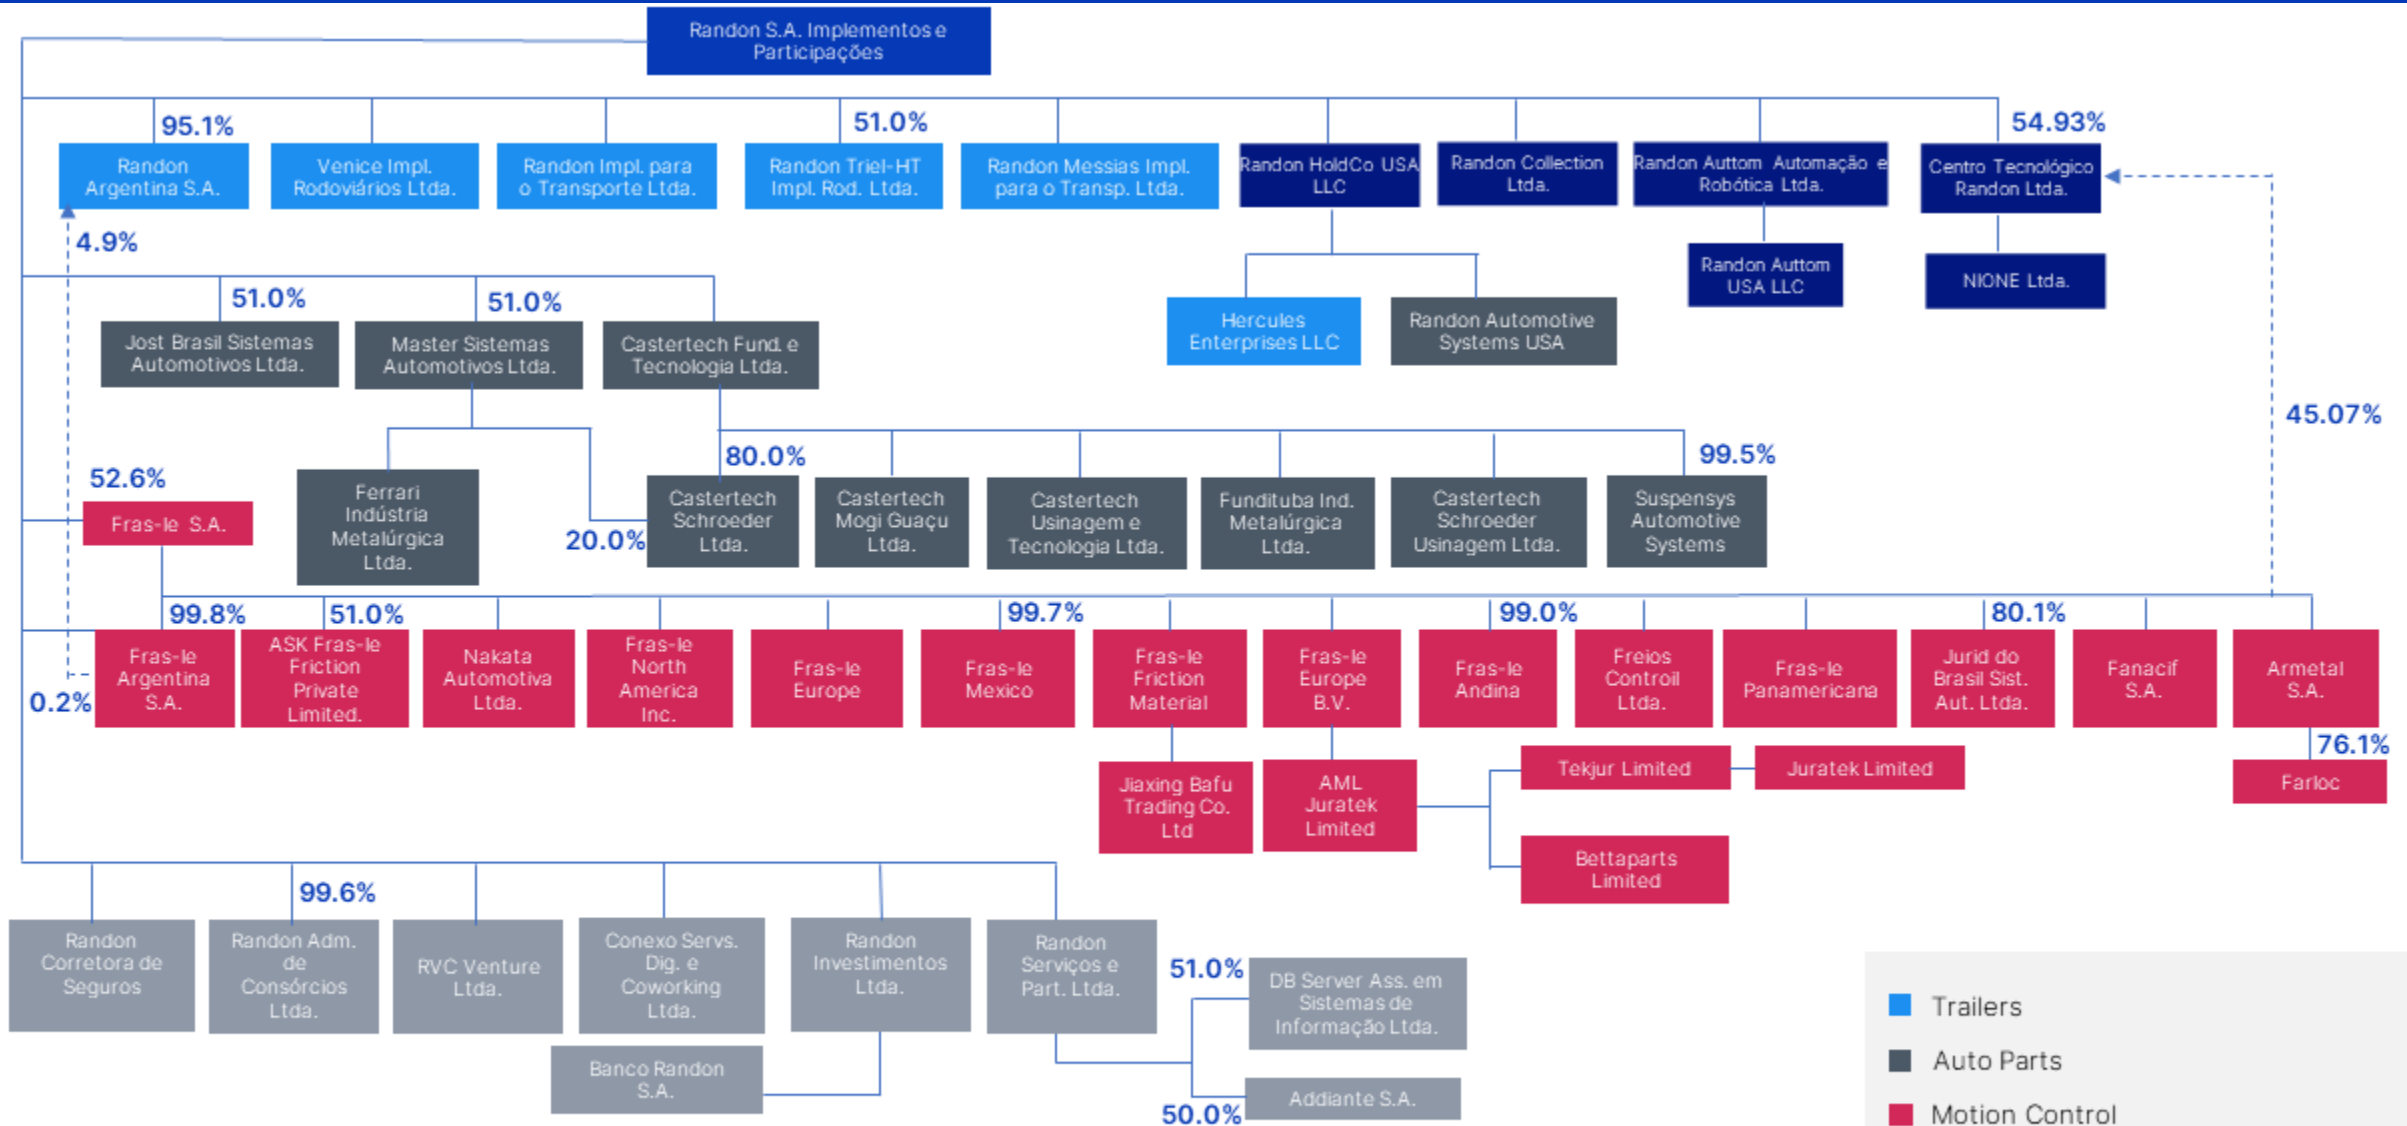 Randon S.A. Implementos e
Participações
95.1%
51.0%
54.93%
Randon
Argentina S.A.
Venice Impl.
Rodoviários Ltda.
Randon Impl. para
o Transporte Ltda.
Randon Triel-HT
Impl. Rod. Ltda.
Randon Messias Impl.
para o Transp. Ltda.
Randon HoldCo USA
LLC
Randon Collection
Ltda.
Randon Auttom Automação e
Robótica Ltda.
Centro Tecnológico
Randon Ltda.
4.9%
Randon Auttom
USA LLC
NIONE Ltda.
51.0%
51.0%
Hercules
Enterprises LLC
Randon Automotive
Systems USA
Jost Brasil Sistemas
Automotivos Ltda.
Master Sistemas
Automotivos Ltda.
Castertech Fund. e
Tecnologia Ltda.
45.07%
80.0%
99.5%
52.6%
Fras-le S.A.
Ferrari
Indústria
Metalúrgica
Ltda.
20.0%
Castertech
Schroeder
Ltda.
Castertech
Mogi Guaçu
Ltda.
Castertech
Usinagem e
Tecnologia Ltda.
Fundituba Ind.
Metalúrgica
Ltda.
Castertech
Schroeder
Usinagem Ltda.
Suspensys
Automotive
Systems
99.8%
51.0%
99.7%
99.0%
80.1%
0.2%
Fras-le
Argentina
S.A.
ASK Fras-le
Friction
Private
Limited.
Nakata
Automotiva
Ltda.
Fras-le
North
America
Inc.
Fras-le
Europe
Fras-le
Mexico
Fras-le
Friction
Material
Fras-le
Europe
B.V.
Fras-le
Andina
Freios
Controil
Ltda.
Fras-le
Panamericana
Jurid do
Brasil Sist.
Aut. Ltda.
Fanacif
S.A.
Armetal
S.A.
76.1%
Jiaxing Bafu
Trading Co.
Ltd
AML
Juratek
Limited
Tekjur Limited
Juratek Limited
Farloc
Bettaparts
Limited
99.6%
Randon
Corretora de
Seguros
Randon Adm.
de
Consórcios
Ltda.
RVC Venture
Ltda.
Conexo Servs.
Dig. e
Coworking
Ltda.
Randon
Investimentos
Ltda.
Randon
Serviços e
Part. Ltda.
51.0%
DB Server Ass. em
Sistemas de
Informação Ltda.
Banco Randon
S.A.
50.0%
Addiante S.A.
Trailers
Auto Parts
Motion Control